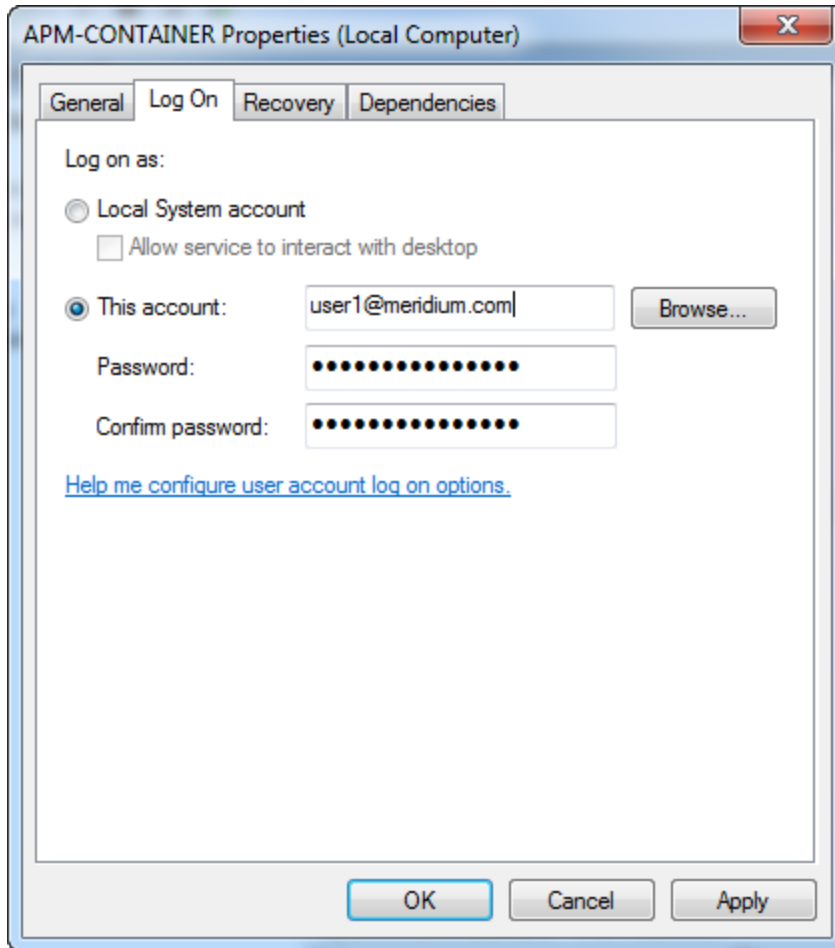 APM-CONTAINER Properties (Local Computer)
General Log On Recovery Dependencies
Log on as:
Local System account
Allow service to interact with desktop
This account: user1@meridium.com Browse...
Password: •••••••••••••••
Confirm password: •••••••••••••••
Help me configure user account log on options.
OK Cancel Apply